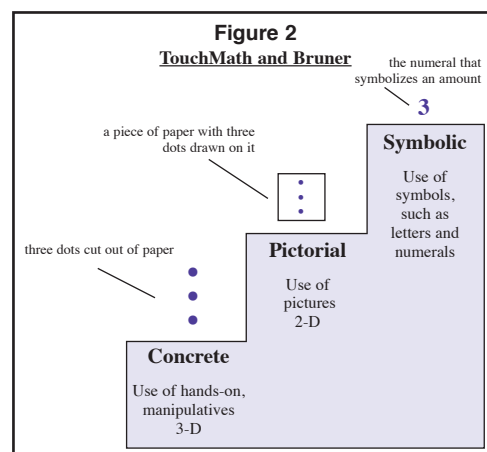 Figure 2
TouchMath and Bruner
the numeral that
symbolizes an amount
3
a piece of paper with three
dots drawn on it
Symbolic
Use of
symbols,
such as
letters and
numerals
three dots cut out of paper
Pictorial
Use of
pictures
2-D
Concrete
Use of hands-on,
manipulatives
3-D